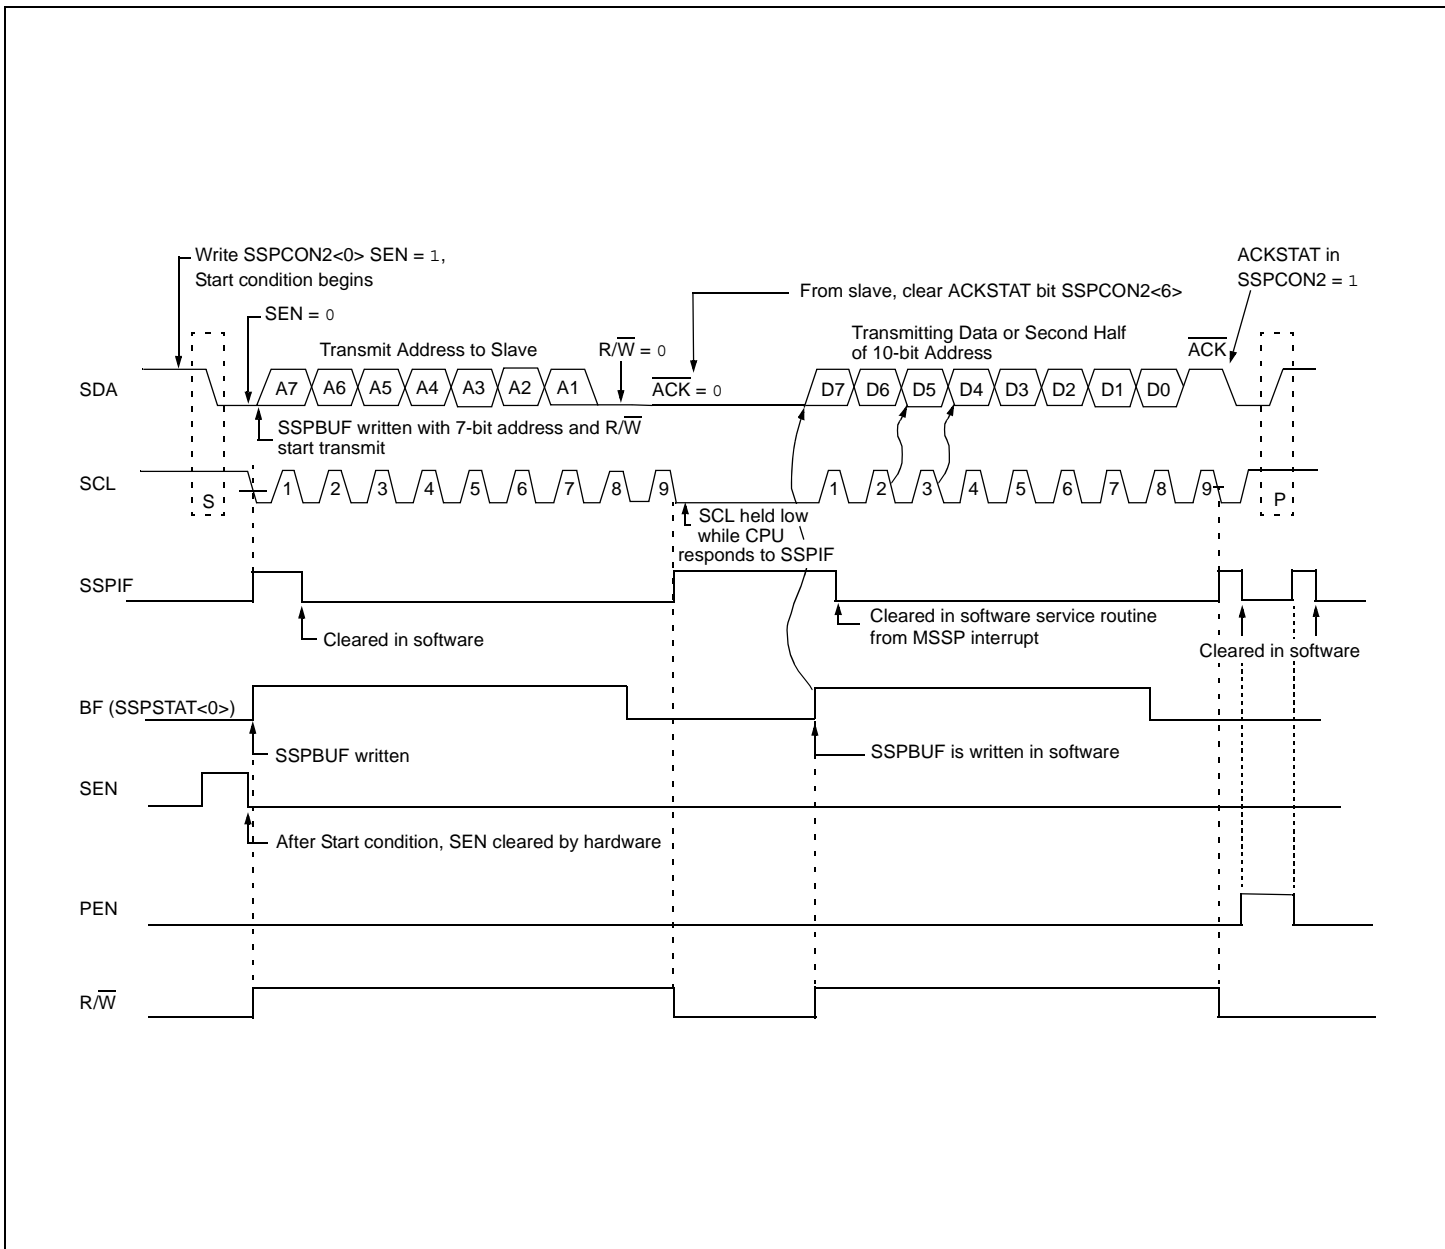 Write SSPCON2<0> SEN = 1,
Start condition begins
ACKSTAT in
SSPCON2 = 1
From slave, clear ACKSTAT bit SSPCON2<6>
SEN = 0
Transmit Address to Slave
R/W̅ = 0
Transmitting Data or Second Half
of 10-bit Address
A̅C̅K̅
SDA
A7 A6 A5 A4 A3 A2 A1
A̅C̅K̅ = 0
D7 D6 D5 D4 D3 D2 D1 D0
SSPBUF written with 7-bit address and R/W̅
start transmit
SCL
S
1 2 3 4 5 6 7 8 9
1 2 3 4 5 6 7 8 9
P
SCL held low
while CPU
responds to SSPIF
SSPIF
Cleared in software
Cleared in software service routine
from MSSP interrupt
Cleared in software
BF (SSPSTAT<0>)
SSPBUF written
SSPBUF is written in software
SEN
After Start condition, SEN cleared by hardware
PEN
R/W̅